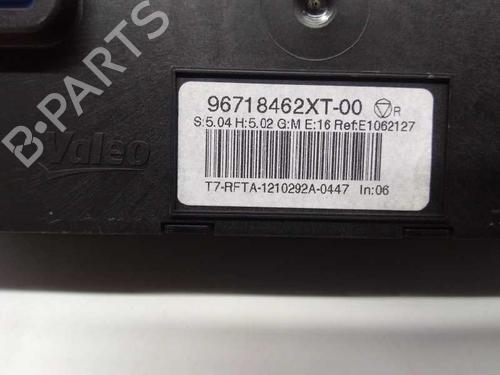 96718462XT-00 R
S:5.04 H:5.02 G:M E:16 Ref:E1062127
Valeo
T7-RFTA-1210292A-0447 In:06
B-PARTS